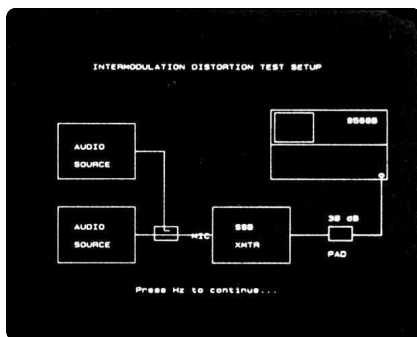 INTERMODULATION DISTORTION TEST SETUP
8568B
AUDIO
SOURCE
30 dB
AUDIO
SOURCE
MIC
SSB
XMTR
PAD
Press Hz to continue...